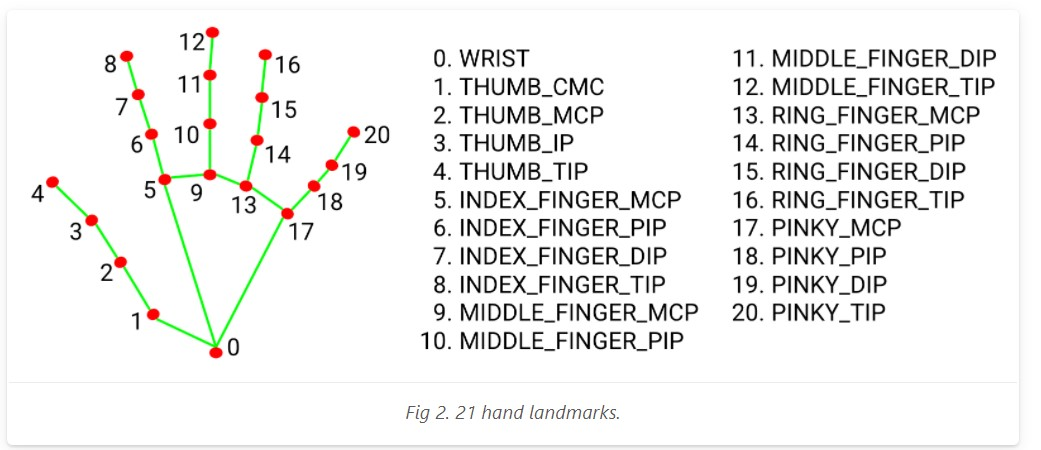 12
8
16
11
7
15
20
10
6
14
19
4
5
9
13
18
3
17
2
1
0
0. WRIST
1. THUMB_CMC
2. THUMB_MCP
3. THUMB_IP
4. THUMB_TIP
5. INDEX_FINGER_MCP
6. INDEX_FINGER_PIP
7. INDEX_FINGER_DIP
8. INDEX_FINGER_TIP
9. MIDDLE_FINGER_MCP
10. MIDDLE_FINGER_PIP
11. MIDDLE_FINGER_DIP
12. MIDDLE_FINGER_TIP
13. RING_FINGER_MCP
14. RING_FINGER_PIP
15. RING_FINGER_DIP
16. RING_FINGER_TIP
17. PINKY_MCP
18. PINKY_PIP
19. PINKY_DIP
20. PINKY_TIP
Fig 2. 21 hand landmarks.